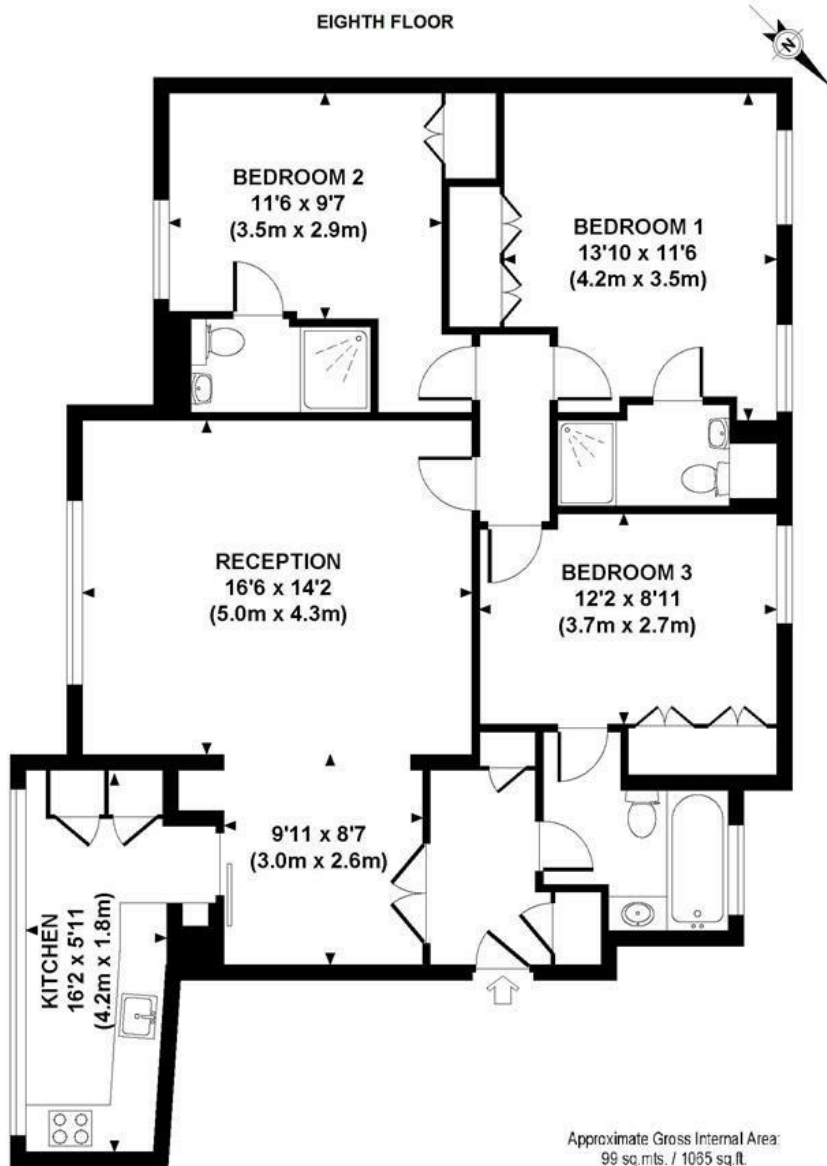 EIGHTH FLOOR
N
BEDROOM 2
11'6 x 9'7
(3.5m x 2.9m)
BEDROOM 1
13'10 x 11'6
(4.2m x 3.5m)
RECEPTION
16'6 x 14'2
(5.0m x 4.3m)
BEDROOM 3
12'2 x 8'11
(3.7m x 2.7m)
9'11 x 8'7
(3.0m x 2.6m)
KITCHEN
16'2 x 5'11
(4.2m x 1.8m)
Approximate Gross Internal Area:
99 sq.mts. / 1065 sq.ft.